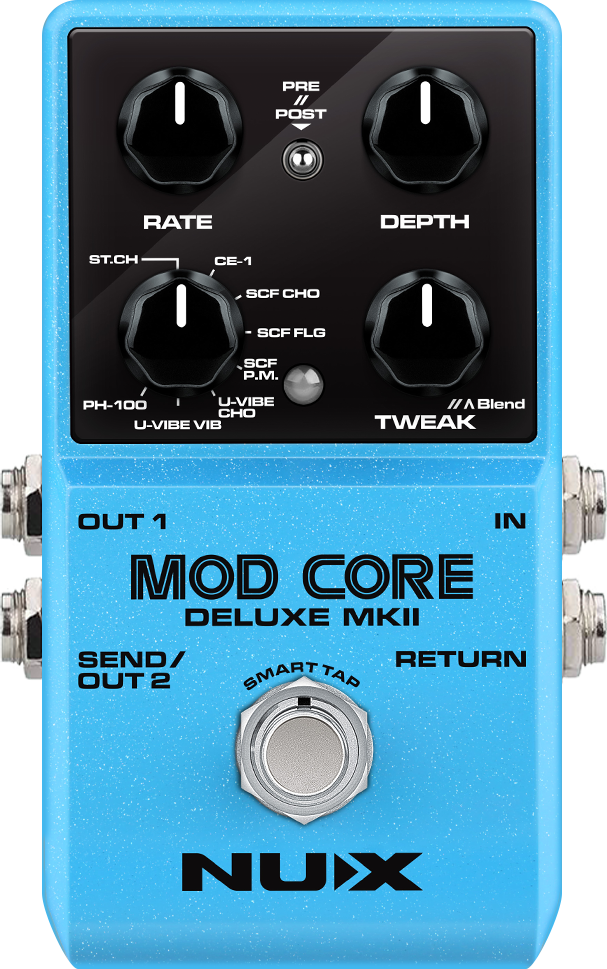 PRE
//
POST
RATE
DEPTH
ST.CH
CE-1
SCF CHO
SCF FLG
SCF
P.M.
U-VIBE
CHO
U-VIBE VIB
PH-100
//Λ Blend
TWEAK
OUT 1
IN
MOD CORE
DELUXE MKII
SEND/
OUT 2
RETURN
SMART TAP
NUX